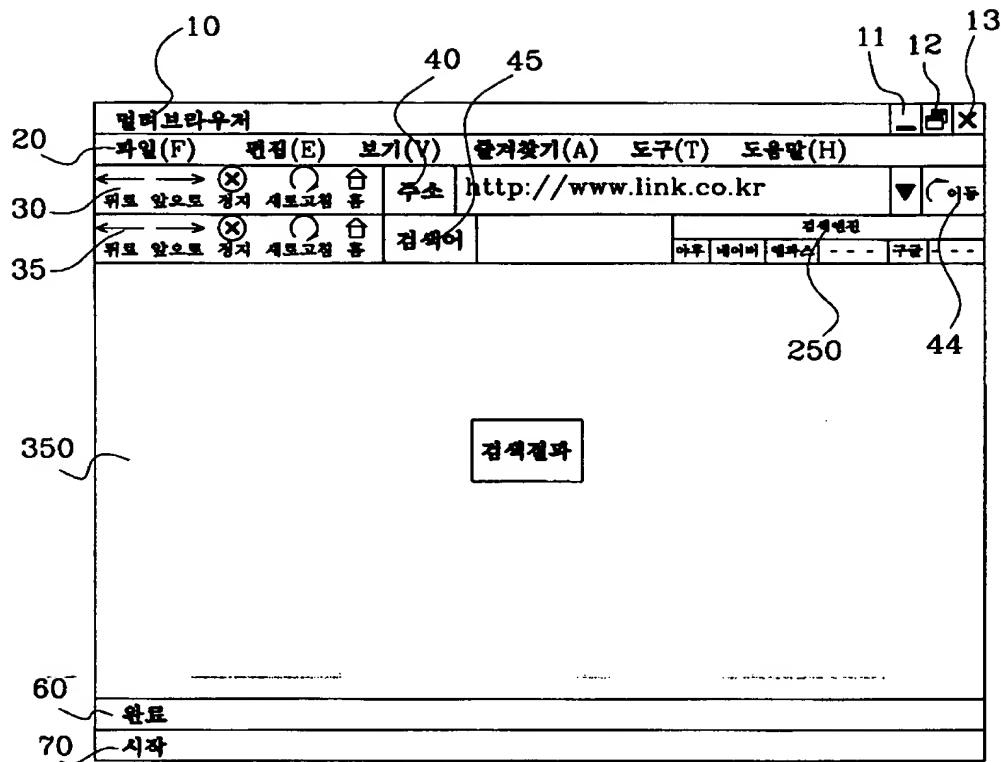 10
11 12 13
40 45
멀티브라우저
20 파일(F) 편집(E) 보기(V) 즐겨찾기(A) 도구(T) 도움말(H)
30 뒤로 앞으로 정지 새로고침 홈 주소 http://www.link.co.kr 이동
35 뒤로 앞으로 정지 새로고침 홈 검색어 검색엔진
야후 네이버 엠파스 - - - 구글 - - -
250 44
350 검색결과
60 완료
70 시작